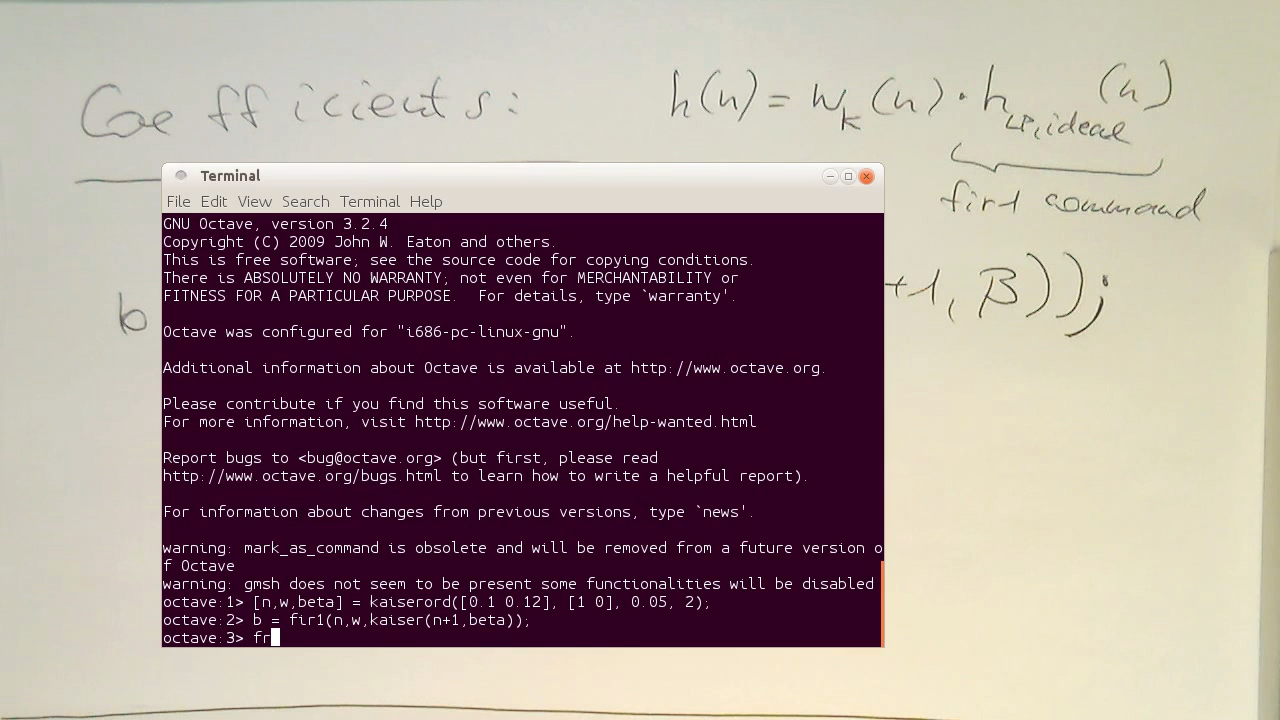 Coefficients:
h(n) = w_k(n) · h_LP,ideal (n)
fir1 command
b
+1, β));
Terminal
File Edit View Search Terminal Help
GNU Octave, version 3.2.4
Copyright (C) 2009 John W. Eaton and others.
This is free software; see the source code for copying conditions.
There is ABSOLUTELY NO WARRANTY; not even for MERCHANTABILITY or
FITNESS FOR A PARTICULAR PURPOSE.  For details, type `warranty'.
Octave was configured for "i686-pc-linux-gnu".
Additional information about Octave is available at http://www.octave.org.
Please contribute if you find this software useful.
For more information, visit http://www.octave.org/help-wanted.html
Report bugs to <bug@octave.org> (but first, please read
http://www.octave.org/bugs.html to learn how to write a helpful report).
For information about changes from previous versions, type `news'.
warning: mark_as_command is obsolete and will be removed from a future version o
f Octave
warning: gmsh does not seem to be present some functionalities will be disabled
octave:1> [n,w,beta] = kaiserord([0.1 0.12], [1 0], 0.05, 2);
octave:2> b = fir1(n,w,kaiser(n+1,beta));
octave:3> fr